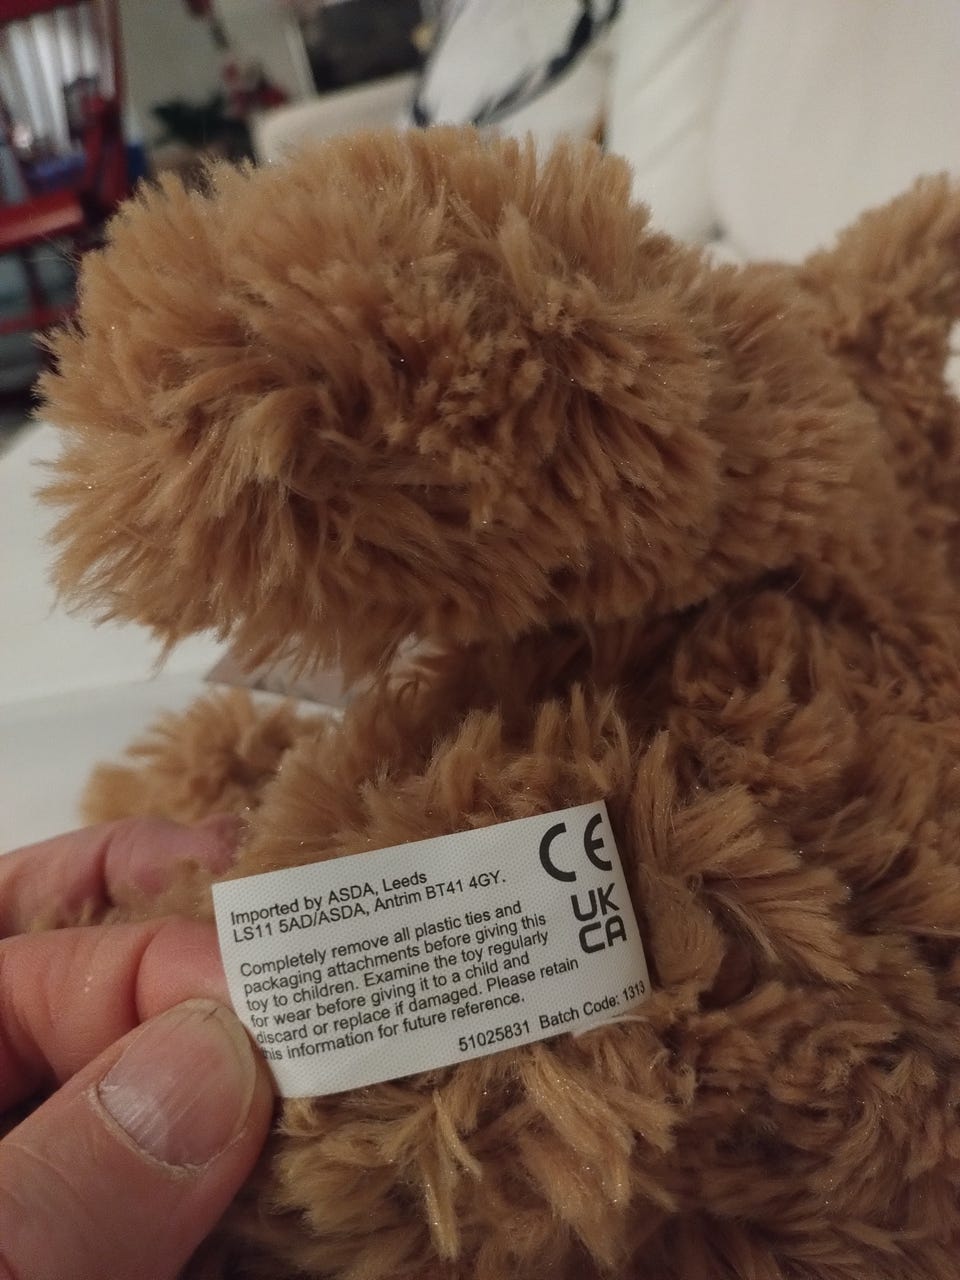 Imported by ASDA, Leeds
LS11 5AD/ASDA, Antrim BT41 4GY.
Completely remove all plastic ties and
packaging attachments before giving this
toy to children. Examine the toy regularly
for wear before giving it to a child and
discard or replace if damaged. Please retain
this information for future reference.
51025831 Batch Code: 1313
CE
UK
CA